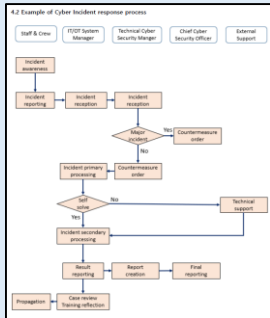 4.2 Example of Cyber Incident response process
Staff & Crew
IT/OT System
Manager
Technical Cyber
Security Manger
Chief Cyber
Security Officer
External
Support
Incident
awareness
Incident
reporting
Incident
reception
Incident
reception
Major
incident
Yes
Countermeasure
order
No
Incident primary
processing
Countermeasure
order
Self
solve
No
Technical
support
Yes
Incident secondary
processing
Result
reporting
Report
creation
Final
reporting
Propagation
Case review
Training reflection